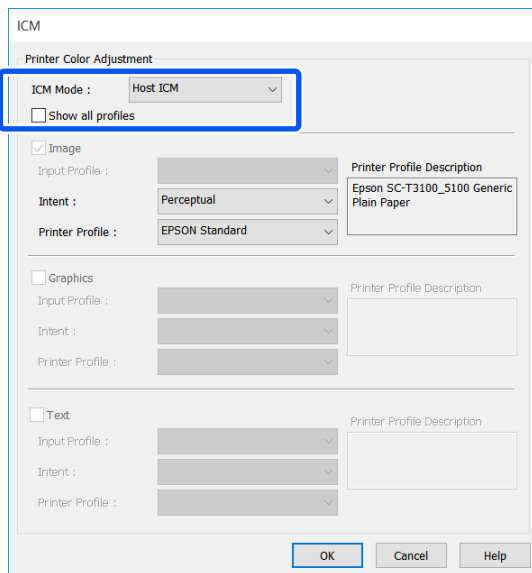 ICM
Printer Color Adjustment
ICM Mode : Host ICM
Show all profiles
Image
Input Profile : Printer Profile Description
Intent : Perceptual Epson SC-T3100_5100 Generic
Plain Paper
Printer Profile : EPSON Standard
Graphics
Input Profile : Printer Profile Description
Intent :
Printer Profile :
Text
Input Profile : Printer Profile Description
Intent :
Printer Profile :
OK Cancel Help